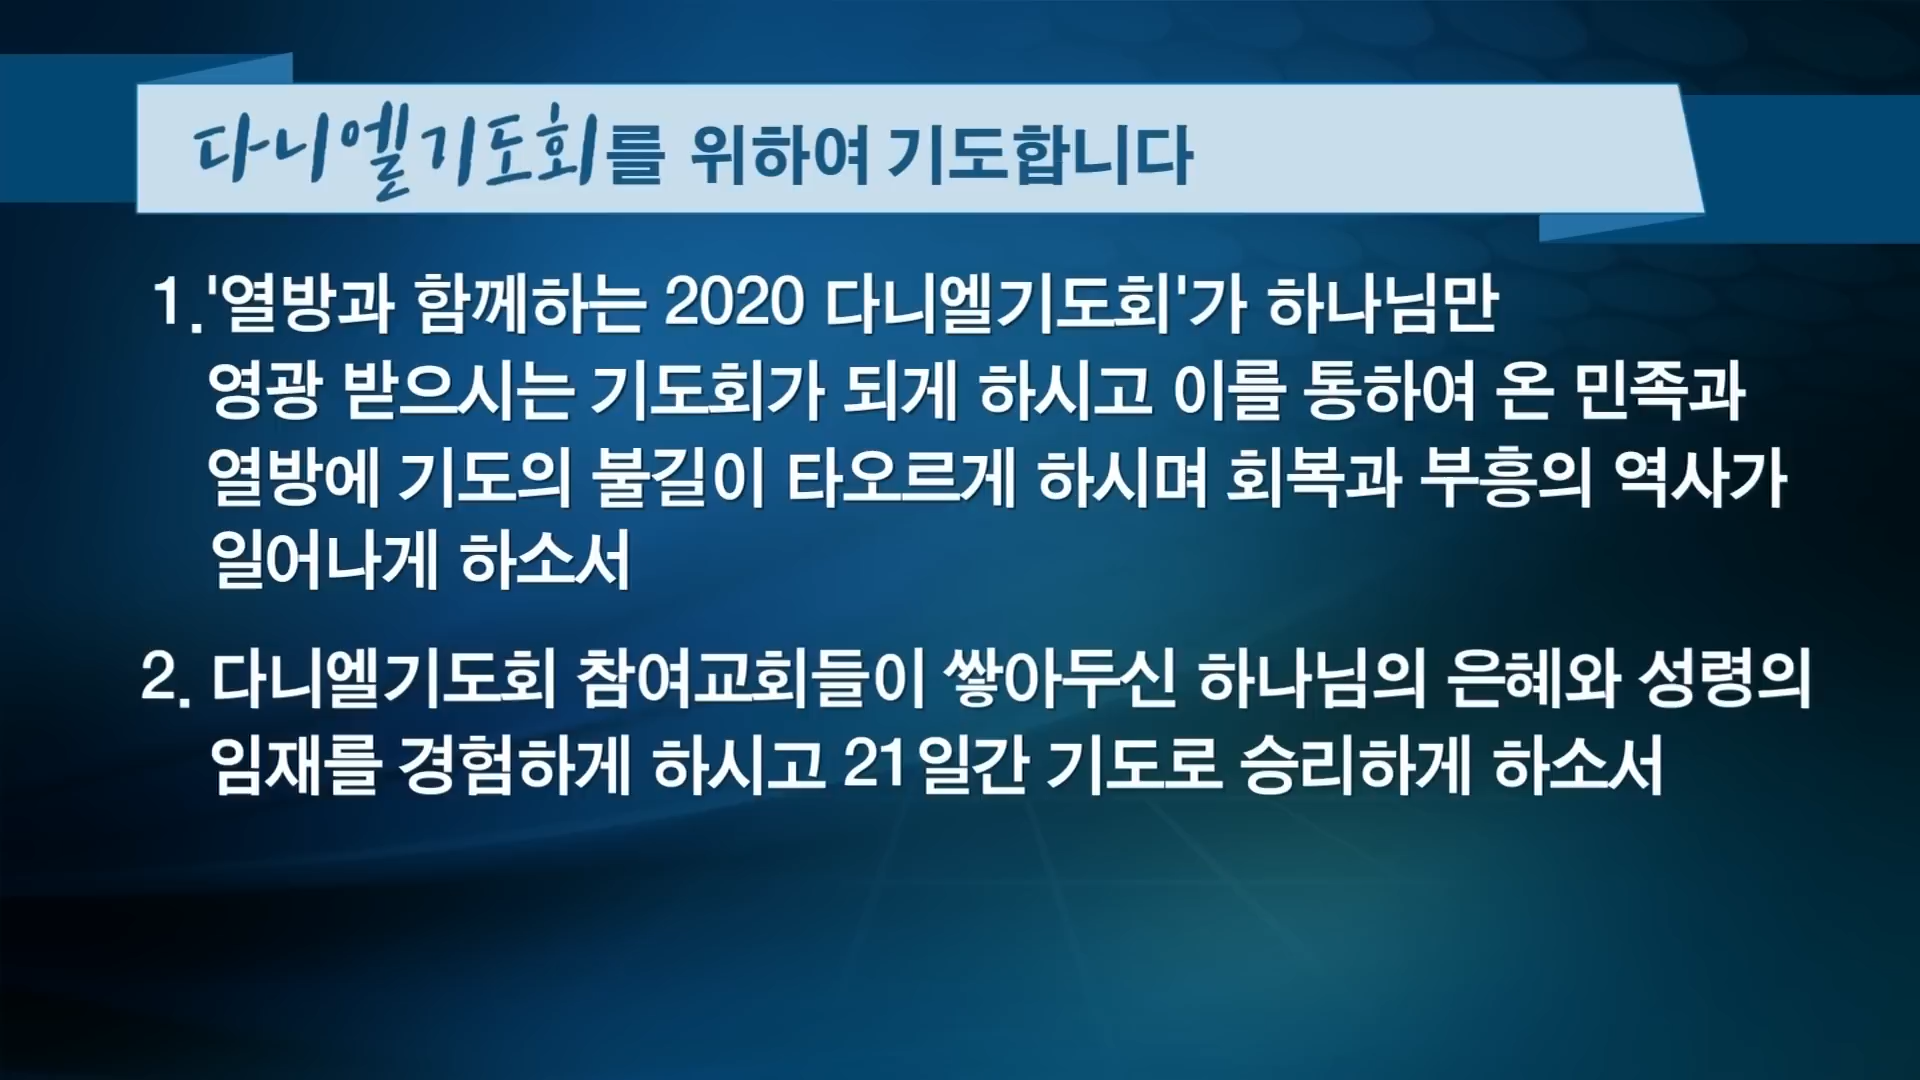 다니엘기도회를 위하여 기도합니다
1. '열방과 함께하는 2020 다니엘기도회'가 하나님만
영광 받으시는 기도회가 되게 하시고 이를 통하여 온 민족과
열방에 기도의 불길이 타오르게 하시며 회복과 부흥의 역사가
일어나게 하소서
2. 다니엘기도회 참여교회들이 쌓아두신 하나님의 은혜와 성령의
임재를 경험하게 하시고 21일간 기도로 승리하게 하소서